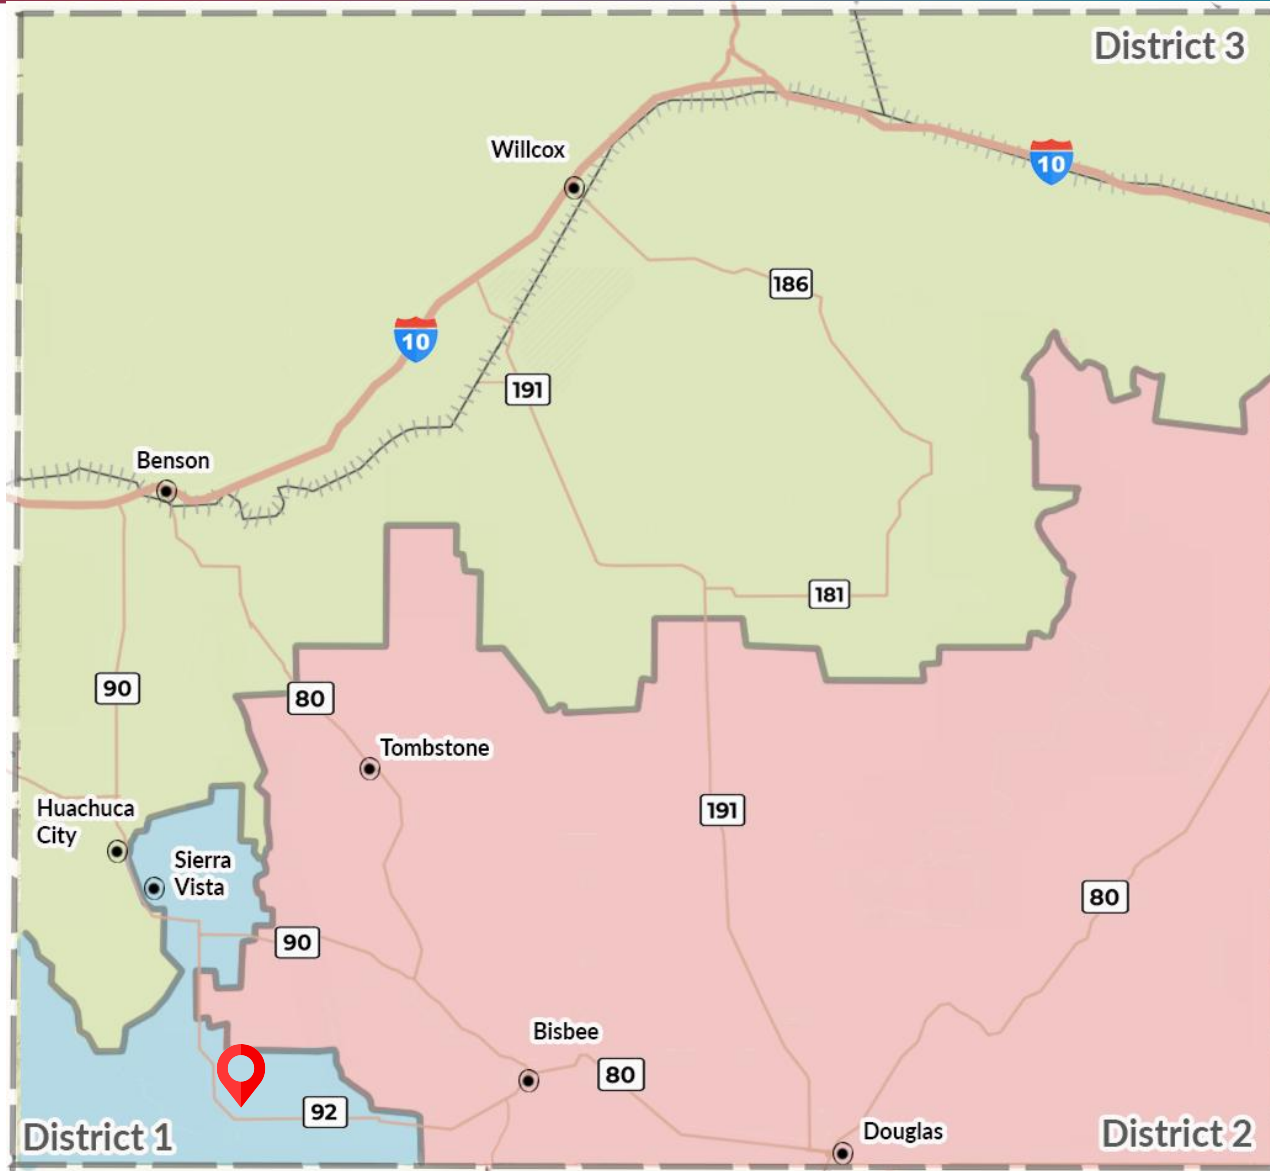 District 3
Willcox
10
186
10
191
Benson
181
90
80
Tombstone
Huachuca
City
191
Sierra
Vista
80
90
Bisbee
80
92
District 1
Douglas
District 2